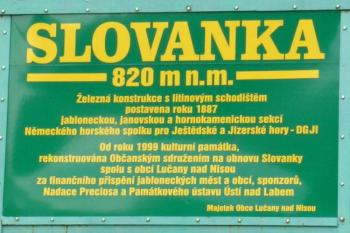 SLOVANKA
820 m n.m.
Železná konstrukce s litinovým schodištěm
postavena roku 1887
jabloneckou, janovskou a hornokamenickou sekcí
Německého horského spolku pro Ještědské a Jizerské hory - DGJI
Od roku 1999 kulturní památka,
rekonstruována Občanským sdružením na obnovu Slovanky
spolu s obcí Lučany nad Nisou
za finančního přispění jabloneckých měst a obcí, sponzorů,
Nadace Preciosa a Památkového ústavu Ústí nad Labem
Majetek Obce Lučany nad Nisou